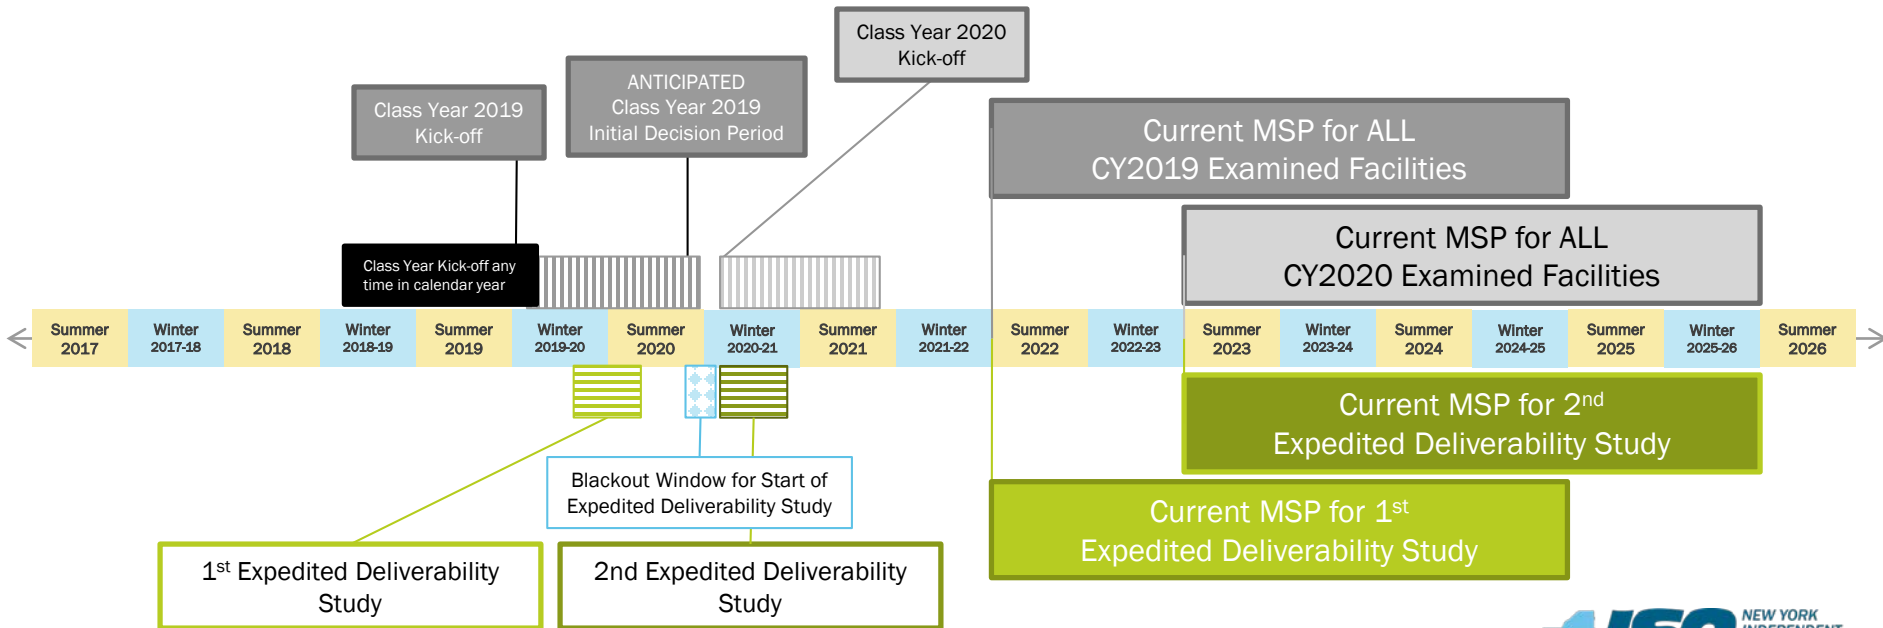 Class Year 2020
Kick-off
ANTICIPATED
Class Year 2019
Initial Decision Period
Class Year 2019
Kick-off
Current MSP for ALL
CY2019 Examined Facilities
Current MSP for ALL
CY2020 Examined Facilities
Class Year Kick-off any
time in calendar year
Summer
2017
Winter
2017-18
Summer
2018
Winter
2018-19
Summer
2019
Winter
2019-20
Summer
2020
Winter
2020-21
Summer
2021
Winter
2021-22
Summer
2022
Winter
2022-23
Summer
2023
Winter
2023-24
Summer
2024
Winter
2024-25
Summer
2025
Winter
2025-26
Summer
2026
Current MSP for 2nd
Expedited Deliverability Study
Blackout Window for Start of
Expedited Deliverability Study
Current MSP for 1st
Expedited Deliverability Study
1st Expedited Deliverability
Study
2nd Expedited Deliverability
Study
ISO
NEW YORK
INDEPENDENT